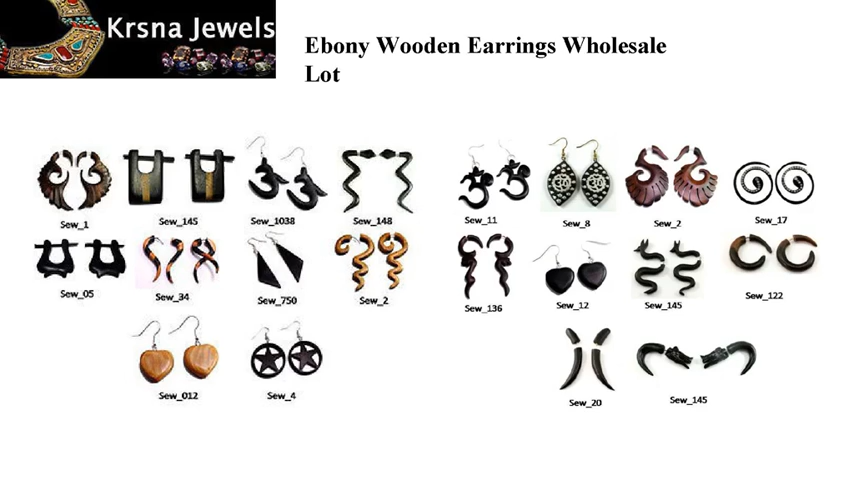 Krsna Jewels
Ebony Wooden Earrings Wholesale
Lot
Sew_1
Sew_145
Sew_1038
Sew_148
Sew_11
Sew_8
Sew_2
Sew_17
Sew_05
Sew_34
Sew_750
Sew_2
Sew_136
Sew_12
Sew_145
Sew_122
Sew_012
Sew_4
Sew_20
Sew_145